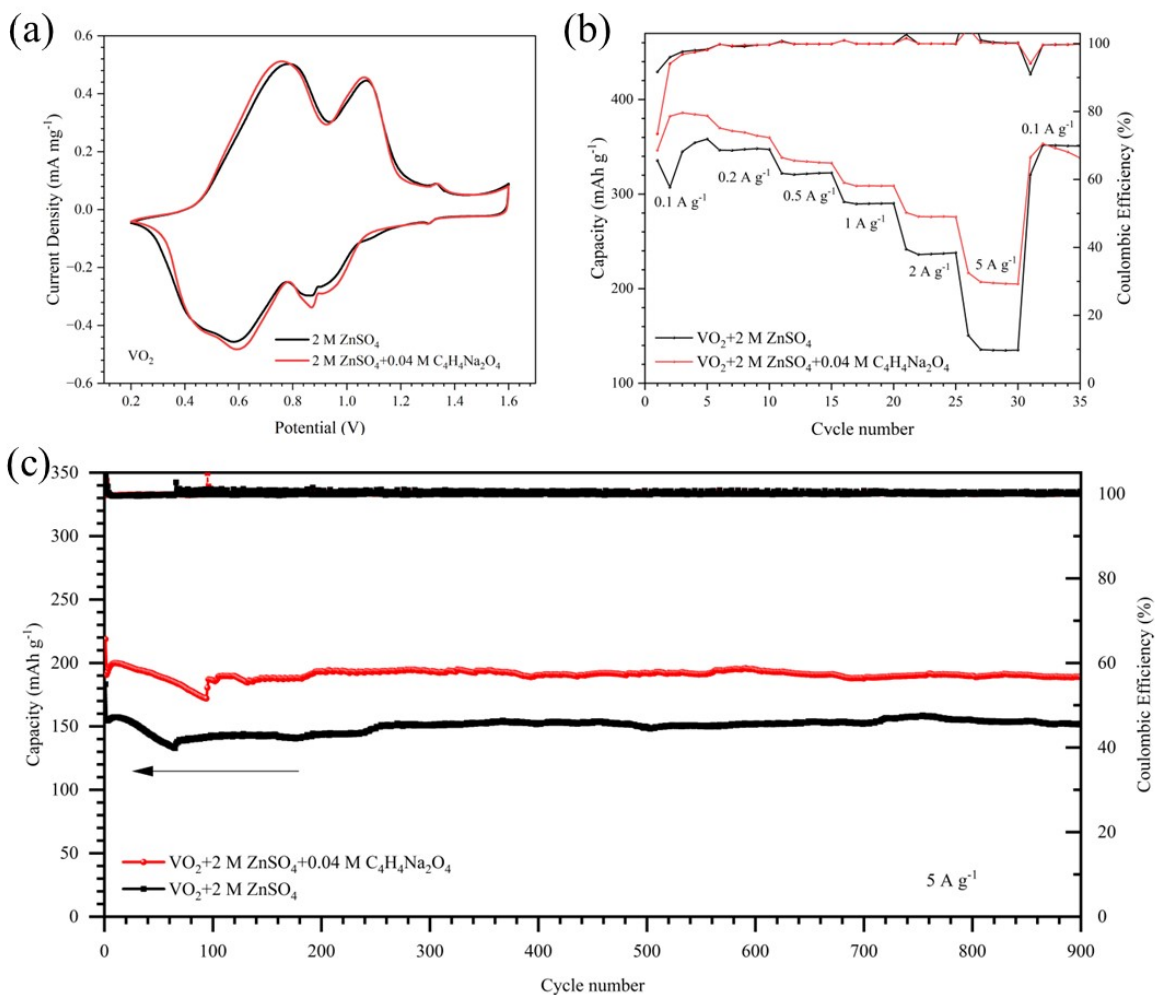 (a)
0.6
0.4
0.2
0.0
−0.2
−0.4
−0.6
Current Density (mA mg⁻¹)
VO₂
2 M ZnSO₄
2 M ZnSO₄+0.04 M C₄H₄Na₂O₄
0.2 0.4 0.6 0.8 1.0 1.2 1.4 1.6
Potential (V)
(b)
400
300
200
100
Capacity (mAh g⁻¹)
0.1 A g⁻¹
0.2 A g⁻¹
0.5 A g⁻¹
1 A g⁻¹
2 A g⁻¹
5 A g⁻¹
0.1 A g⁻¹
VO₂+2 M ZnSO₄
VO₂+2 M ZnSO₄+0.04 M C₄H₄Na₂O₄
100
80
60
40
20
0
Coulombic Efficiency (%)
0 5 10 15 20 25 30 35
Cycle number
(c)
350
300
250
200
150
100
50
0
Capacity (mAh g⁻¹)
VO₂+2 M ZnSO₄+0.04 M C₄H₄Na₂O₄
VO₂+2 M ZnSO₄
5 A g⁻¹
100
80
60
40
20
0
Coulombic Efficiency (%)
0 100 200 300 400 500 600 700 800 900
Cycle number